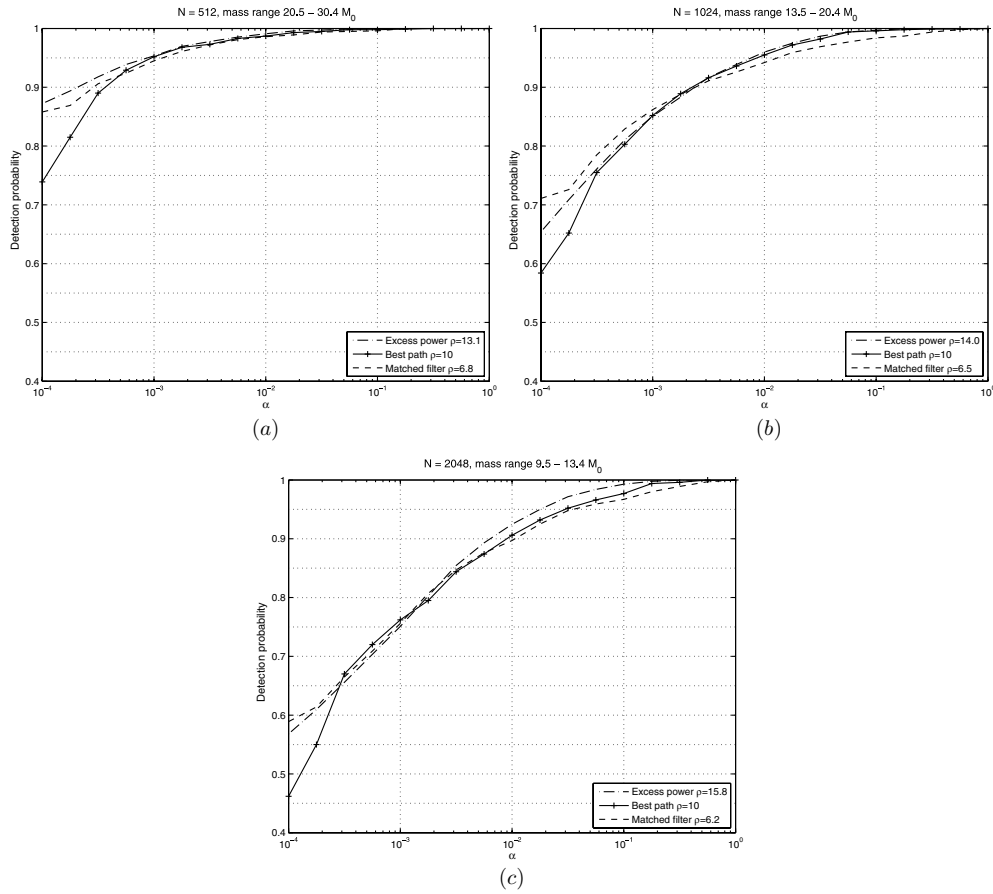 N = 512, mass range 20.5 – 30.4 M₀
1
0.9
0.8
0.7
0.6
0.5
0.4
Detection probability
Excess power ρ=13.1
Best path ρ=10
Matched filter ρ=6.8
10⁻⁴
10⁻³
10⁻²
10⁻¹
10⁰
α
(a)
N = 1024, mass range 13.5 – 20.4 M₀
1
0.9
0.8
0.7
0.6
0.5
0.4
Detection probability
Excess power ρ=14.0
Best path ρ=10
Matched filter ρ=6.5
10⁻⁴
10⁻³
10⁻²
10⁻¹
10⁰
α
(b)
N = 2048, mass range 9.5 – 13.4 M₀
1
0.9
0.8
0.7
0.6
0.5
0.4
Detection probability
Excess power ρ=15.8
Best path ρ=10
Matched filter ρ=6.2
10⁻⁴
10⁻³
10⁻²
10⁻¹
10⁰
α
(c)